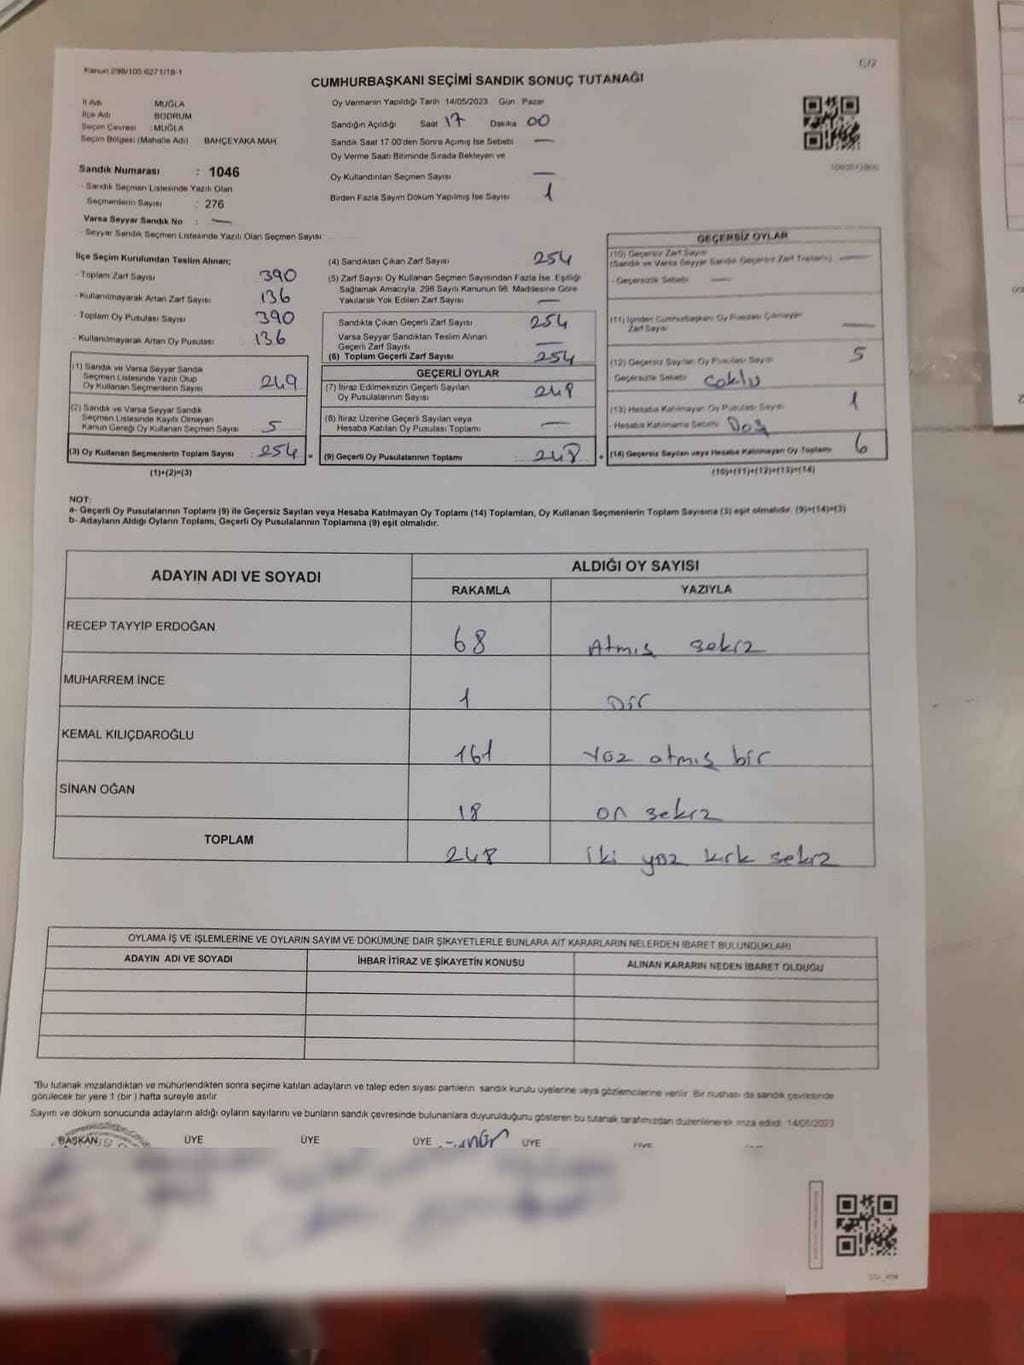 Kanun:298/105 6271/18-1
C/2
CUMHURBAŞKANI SEÇİMİ SANDIK SONUÇ TUTANAĞI
İl Adı MUĞLA
İlçe Adı BODRUM
Seçim Çevresi : MUĞLA
Seçim Bölgesi (Mahalle Adı) BAHÇEYAKA MAH.
Sandık Numarası : 1046
- Sandık Seçmen Listesinde Yazılı Olan
Seçmenlerin Sayısı : 276
Varsa Seyyar Sandık No : —
- Seyyar Sandık Seçmen Listesinde Yazılı Olan Seçmen Sayısı:
Oy Vermenin Yapıldığı Tarih :14/05/2023 Gün: Pazar
Sandığın Açıldığı Saat 17 Dakika 00
Sandık Saat 17.00'den Sonra Açılmış İse Sebebi —
Oy Verme Saati Bitiminde Sırada Bekleyen ve
Oy Kullandırılan Seçmen Sayısı —
Birden Fazla Sayım Döküm Yapılmış İse Sayısı 1
İlçe Seçim Kurulundan Teslim Alınan;
- Toplam Zarf Sayısı 390
- Kullanılmayarak Artan Zarf Sayısı 136
- Toplam Oy Pusulası Sayısı 390
- Kullanılmayarak Artan Oy Pusulası 136
(1) Sandık ve Varsa Seyyar Sandık
Seçmen Listesinde Yazılı Olup
Oy Kullanan Seçmenlerin Sayısı : 249
(2) Sandık ve Varsa Seyyar Sandık
Seçmen Listesinde Kayıtlı Olmayan
Kanun Gereği Oy Kullanan Seçmen Sayısı : 5
(3) Oy Kullanan Seçmenlerin Toplam Sayısı : 254
(1)+(2)=(3)
(4) Sandıktan Çıkan Zarf Sayısı 254
(5) Zarf Sayısı Oy Kullanan Seçmen Sayısından Fazla İse, Eşitliği
Sağlamak Amacıyla, 298 Sayılı Kanunun 98. Maddesine Göre
Yakılarak Yok Edilen Zarf Sayısı —
Sandıkta Çıkan Geçerli Zarf Sayısı 254
Varsa Seyyar Sandıktan Teslim Alınan
Geçerli Zarf Sayısı —
(6) Toplam Geçerli Zarf Sayısı 254
GEÇERLİ OYLAR
(7) İtiraz Edilmeksizin Geçerli Sayılan
Oy Pusulalarının Sayısı : 248
(8) İtiraz Üzerine Geçerli Sayılan veya
Hesaba Katılan Oy Pusulası Toplamı : —
(9) Geçerli Oy Pusulalarının Toplamı : 248
GEÇERSİZ OYLAR
(10) Geçersiz Zarf Sayısı
(Sandık ve Varsa Seyyar Sandık Geçersiz Zarf Toplamı) —
- Geçersizlik Sebebi —
(11) İçinden Cumhurbaşkanı Oy Pusulası Çıkmayan
Zarf Sayısı —
(12) Geçersiz Sayılan Oy Pusulası Sayısı 5
Geçersizlik Sebebi Çoklu
(13) Hesaba Katılmayan Oy Pusulası Sayısı 1
- Hesaba Katılmama Sebebi Boş
(14) Geçersiz Sayılan veya Hesaba Katılmayan Oy Toplamı 6
(10)+(11)+(12)+(13)=(14)
NOT:
a- Geçerli Oy Pusulalarının Toplamı (9) ile Geçersiz Sayılan veya Hesaba Katılmayan Oy Toplamı (14) Toplamları, Oy Kullanan Seçmenlerin Toplam Sayısına (3) eşit olmalıdır. (9)+(14)=(3)
b- Adayların Aldığı Oyların Toplamı, Geçerli Oy Pusulalarının Toplamına (9) eşit olmalıdır.
ADAYIN ADI VE SOYADI ALDIĞI OY SAYISI
RAKAMLA YAZIYLA
RECEP TAYYİP ERDOĞAN 68 Atmış sekiz
MUHARREM İNCE 1 Bir
KEMAL KILIÇDAROĞLU 161 Yüz atmış bir
SİNAN OĞAN 18 on sekiz
TOPLAM 248 iki yüz kırk sekiz
OYLAMA İŞ VE İŞLEMLERİNE VE OYLARIN SAYIM VE DÖKÜMÜNE DAİR ŞİKAYETLERLE BUNLARA AİT KARARLARIN NELERDEN İBARET BULUNDUKLARI
ADAYIN ADI VE SOYADI İHBAR İTİRAZ VE ŞİKAYETİN KONUSU ALINAN KARARIN NEDEN İBARET OLDUĞU
*Bu tutanak imzalandıktan ve mühürlendikten sonra seçime katılan adayların ve talep eden siyasi partilerin sandık kurulu üyelerine veya gözlemcilerine verilir. Bir nüshası da sandık çevresinde
görülecek bir yere 1 (bir) hafta süreyle asılır.
Sayım ve döküm sonucunda adayların aldığı oyların sayılarını ve bunların sandık çevresinde bulunanlara duyurulduğunu gösteren bu tutanak tarafımızdan düzenlenerek imza edildi. 14/05/2023
BAŞKAN ÜYE ÜYE ÜYE ÜYE ÜYE